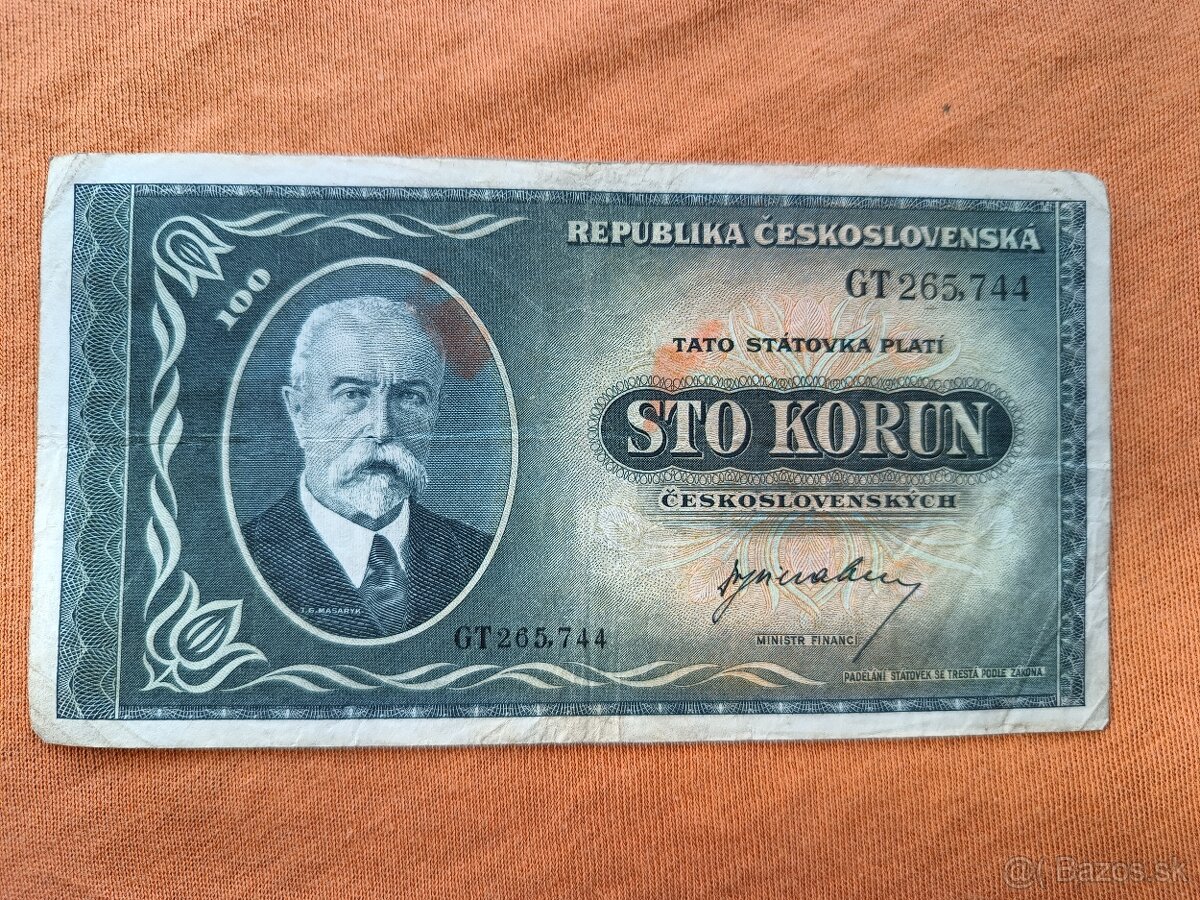 REPUBLIKA ČESKOSLOVENSKÁ
GT 265,744
100
TATO STÁTOVKA PLATÍ
STO KORUN
ČESKOSLOVENSKÝCH
T. G. MASARYK
GT 265,744
MINISTR FINANCÍ
PADĚLÁNÍ STÁTOVEK SE TRESTÁ PODLE ZÁKONA
@( Bazos.sk